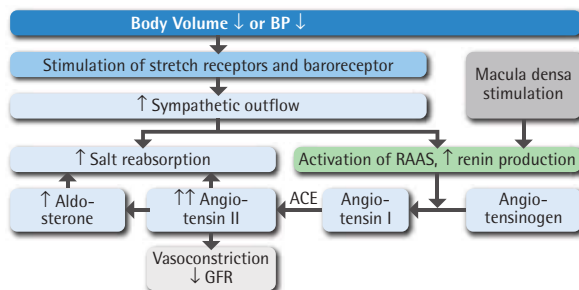 Body Volume ↓ or BP ↓
Stimulation of stretch receptors and baroreceptor
Macula densa
stimulation
↑ Sympathetic outflow
↑ Salt reabsorption
Activation of RAAS, ↑ renin production
↑ Aldo-
sterone
↑↑ Angio-
tensin II
ACE
Angio-
tensin I
Angio-
tensinogen
Vasoconstriction
↓ GFR